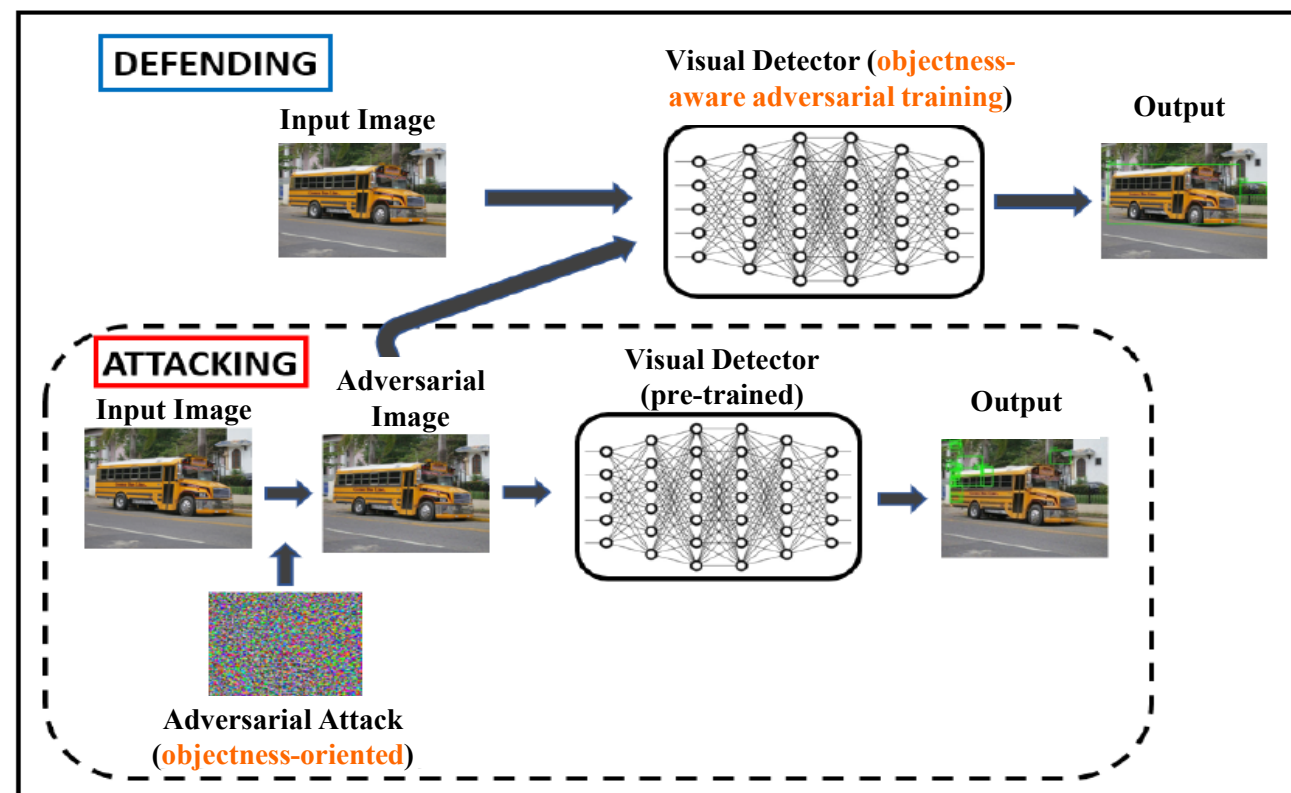 DEFENDING
Visual Detector (objectness-
aware adversarial training)
Input Image
Output
ATTACKING
Input Image
Adversarial
Image
Visual Detector
(pre-trained)
Output
Adversarial Attack
(objectness-oriented)